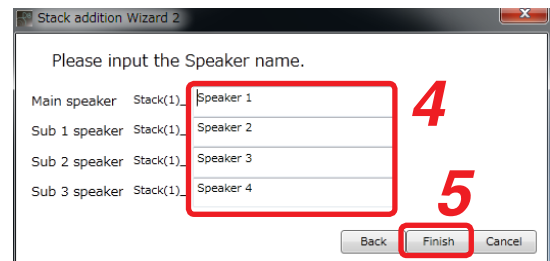 Stack addition Wizard 2
x
Please input the Speaker name.
Main speaker Stack(1)_ Speaker 1
4
Sub 1 speaker Stack(1)_ Speaker 2
Sub 2 speaker Stack(1)_ Speaker 3
Sub 3 speaker Stack(1)_ Speaker 4
5
Back Finish Cancel